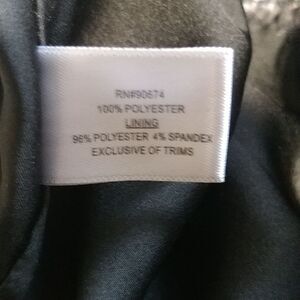 RN#90674
100% POLYESTER
LINING
96% POLYESTER 4% SPANDEX
EXCLUSIVE OF TRIMS